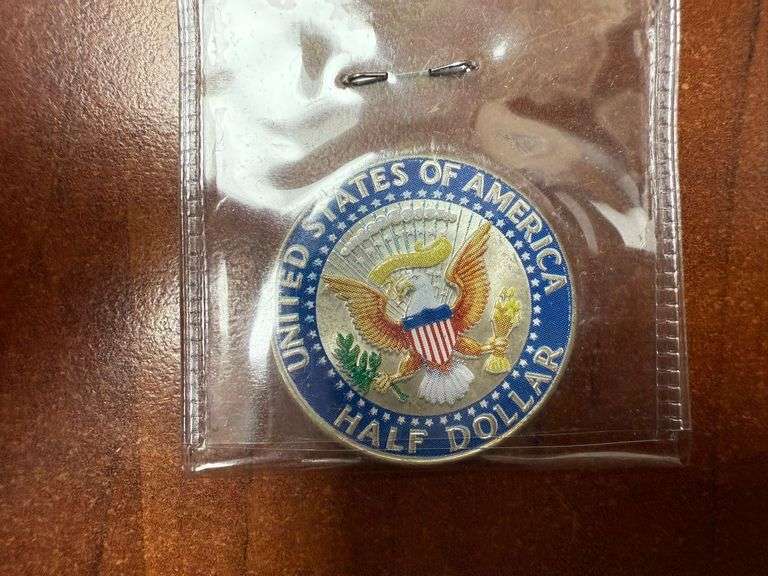 UNITED STATES OF AMERICA
HALF DOLLAR